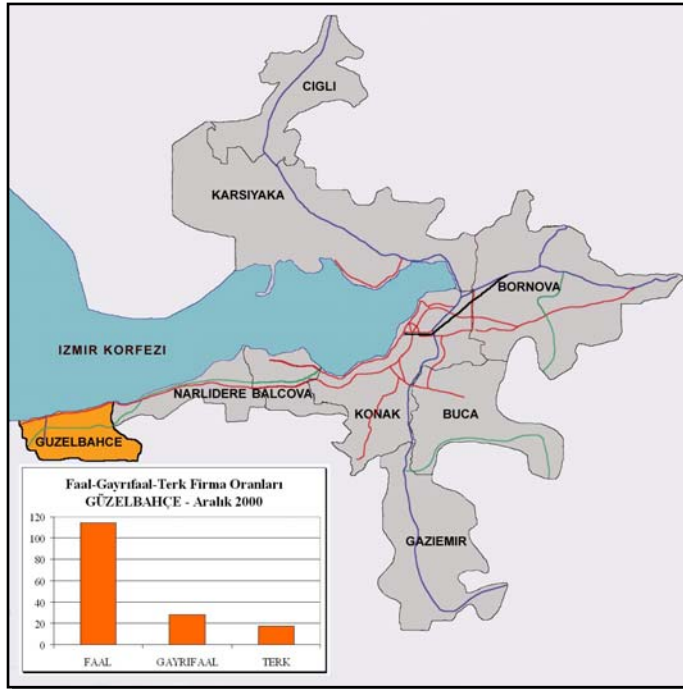 CIGLI
KARSIYAKA
BORNOVA
IZMIR KORFEZI
NARLIDERE BALCOVA
KONAK
BUCA
GUZELBAHCE
GAZIEMIR
Faal-Gayrıfaal-Terk Firma Oranları
GÜZELBAHÇE - Aralık 2000
120
100
80
60
40
20
0
FAAL GAYRIFAAL TERK